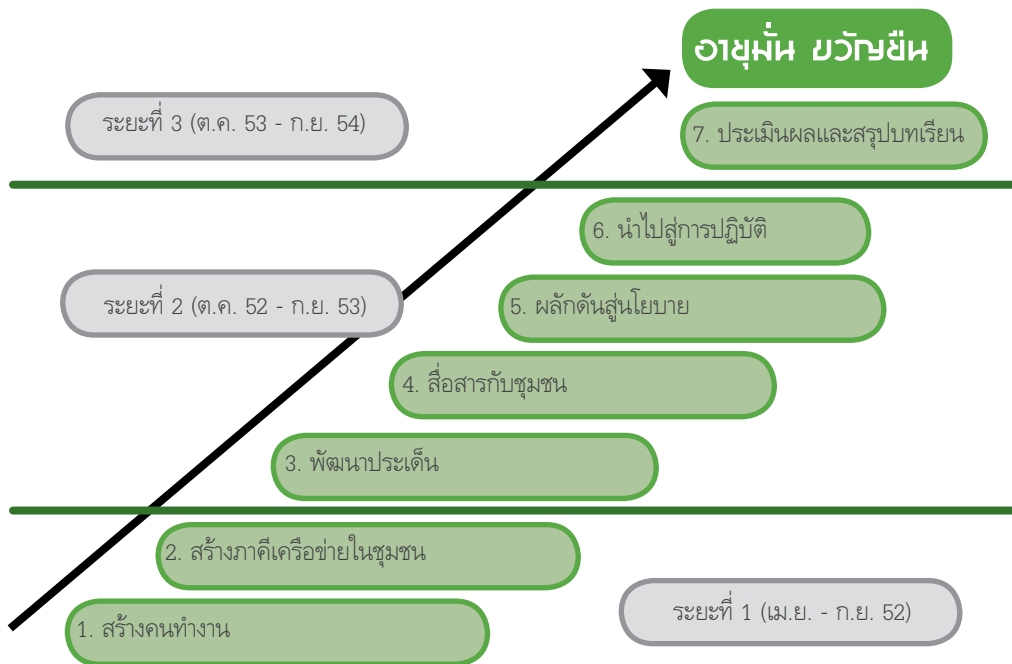 อายุมั่น ขวัญยืน
ระยะที่ 3 (ต.ค. 53 - ก.ย. 54)
7. ประเมินผลและสรุปบทเรียน
6. นำไปสู่การปฏิบัติ
ระยะที่ 2 (ต.ค. 52 - ก.ย. 53)
5. ผลักดันสู่นโยบาย
4. สื่อสารกับชุมชน
3. พัฒนาประเด็น
2. สร้างภาคีเครือข่ายในชุมชน
ระยะที่ 1 (เม.ย. - ก.ย. 52)
1. สร้างคนทำงาน